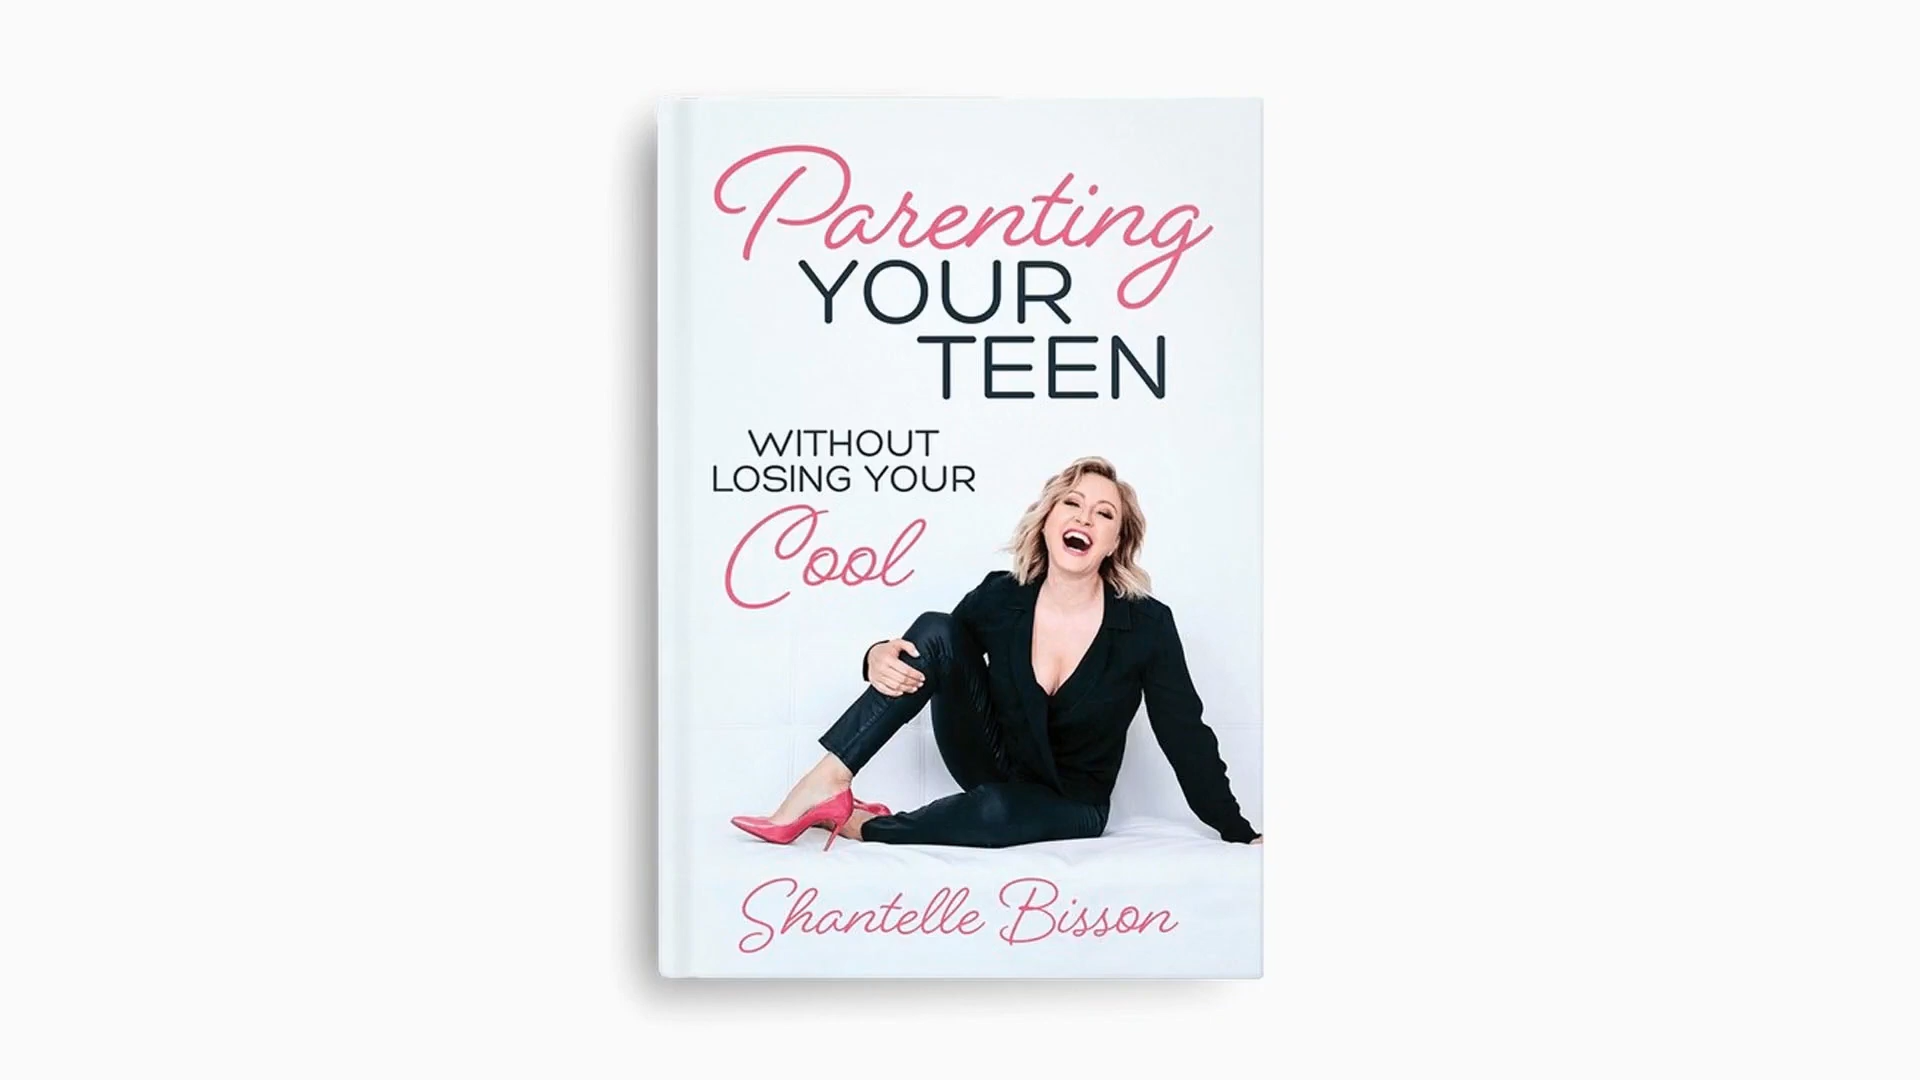 Parenting
YOUR
TEEN
WITHOUT
LOSING YOUR
Cool
Shantelle Bisson